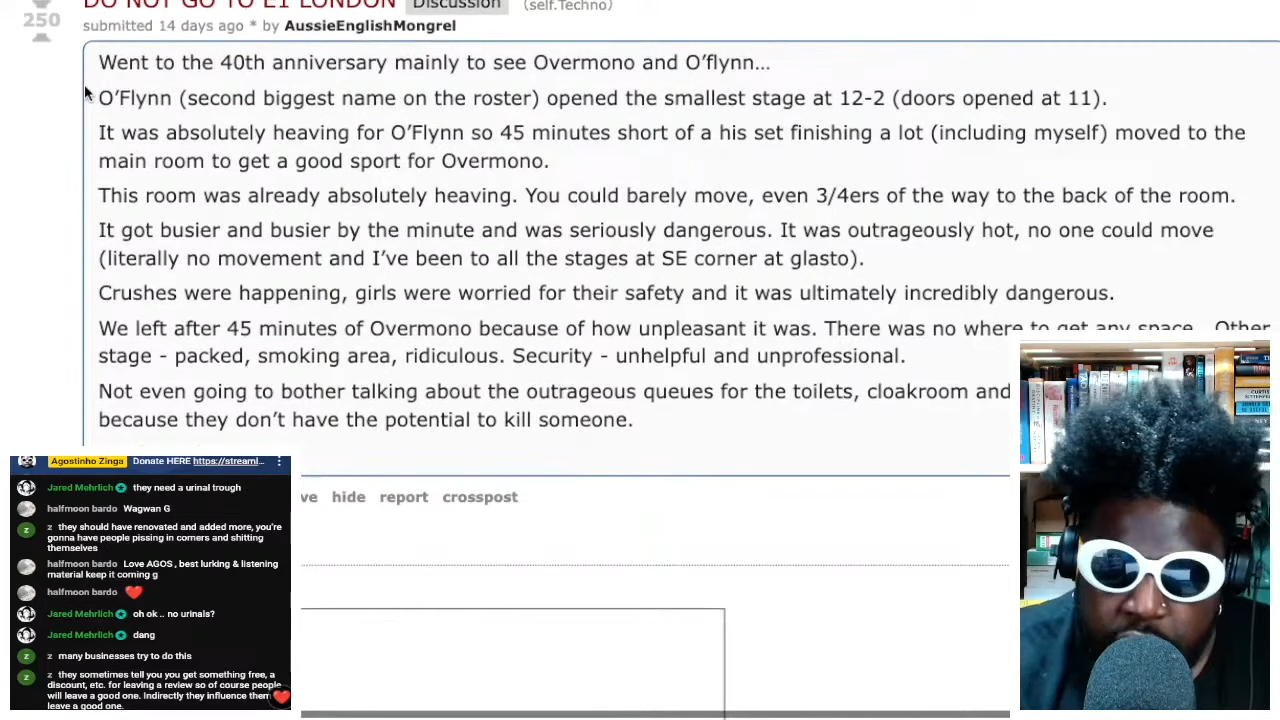 DO NOT GO TO E1 LONDON Discussion (self.Techno)
250
submitted 14 days ago * by AussieEnglishMongrel
Went to the 40th anniversary mainly to see Overmono and O’flynn…
O’Flynn (second biggest name on the roster) opened the smallest stage at 12-2 (doors opened at 11).
It was absolutely heaving for O’Flynn so 45 minutes short of a his set finishing a lot (including myself) moved to the
main room to get a good sport for Overmono.
This room was already absolutely heaving. You could barely move, even 3/4ers of the way to the back of the room.
It got busier and busier by the minute and was seriously dangerous. It was outrageously hot, no one could move
(literally no movement and I’ve been to all the stages at SE corner at glasto).
Crushes were happening, girls were worried for their safety and it was ultimately incredibly dangerous.
We left after 45 minutes of Overmono because of how unpleasant it was. There was no where to get any space. Other
stage - packed, smoking area, ridiculous. Security - unhelpful and unprofessional.
Not even going to bother talking about the outrageous queues for the toilets, cloakroom and
because they don’t have the potential to kill someone.
ve hide report crosspost
Agostinho Zinga Donate HERE https://streaml...
Jared Mehrlich they need a urinal trough
halfmoon bardo Wagwan G
z they should have renovated and added more, you're
gonna have people pissing in corners and shitting
themselves
halfmoon bardo Love AGOS , best lurking & listening
material keep it coming g
halfmoon bardo ❤️
Jared Mehrlich oh ok .. no urinals?
Jared Mehrlich dang
z many businesses try to do this
z they sometimes tell you you get something free, a
discount, etc. for leaving a review so of course people
will leave a good one. Indirectly they influence them
leave a good one.